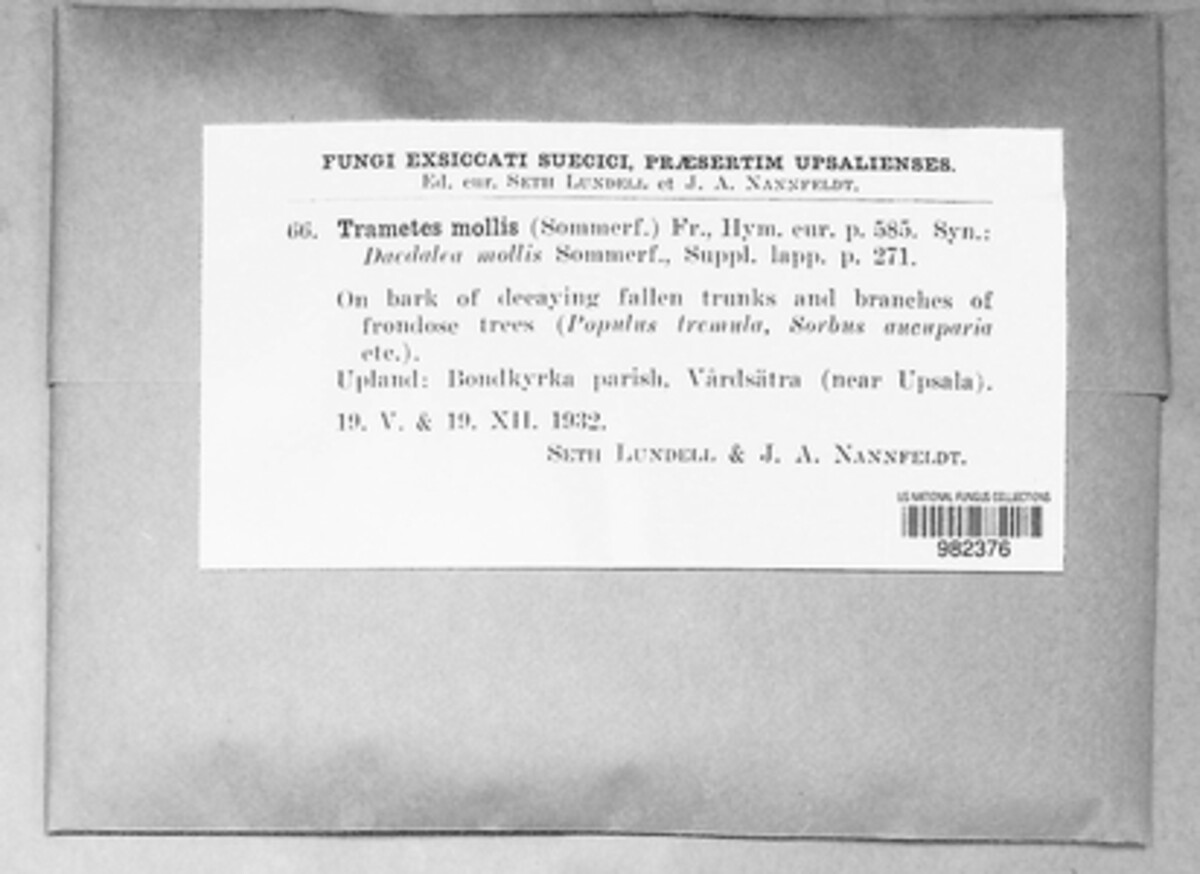 FUNGI EXSICCATI SUECICI, PRÆSERTIM UPSALIENSES.
Ed. cur. SETH LUNDELL et J. A. NANNFELDT.
66. Trametes mollis (Sommerf.) Fr., Hym. eur. p. 585. Syn.:
Daedalea mollis Sommerf., Suppl. lapp. p. 271.
On bark of decaying fallen trunks and branches of
frondose trees (Populus tremula, Sorbus aucuparia
etc.).
Upland: Bondkyrka parish, Vårdsätra (near Upsala).
19. V. & 19. XII. 1932.
SETH LUNDELL & J. A. NANNFELDT.
US NATIONAL FUNGUS COLLECTIONS
982376